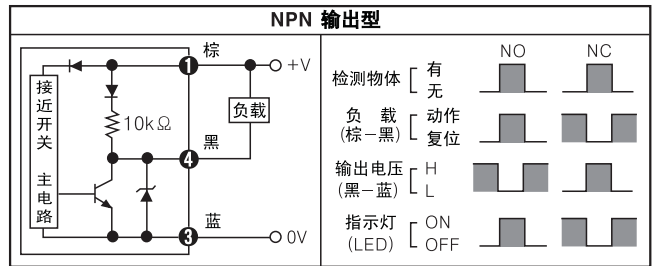 NPN 输出型
棕
1
+V
接近开关 主电路
10kΩ
负载
黑
4
蓝
3
0V
NO NC
检测物体 有 无
负 载 (棕－黑) 动作 复位
输出电压 (黑－蓝) H L
指示灯 (LED) ON OFF